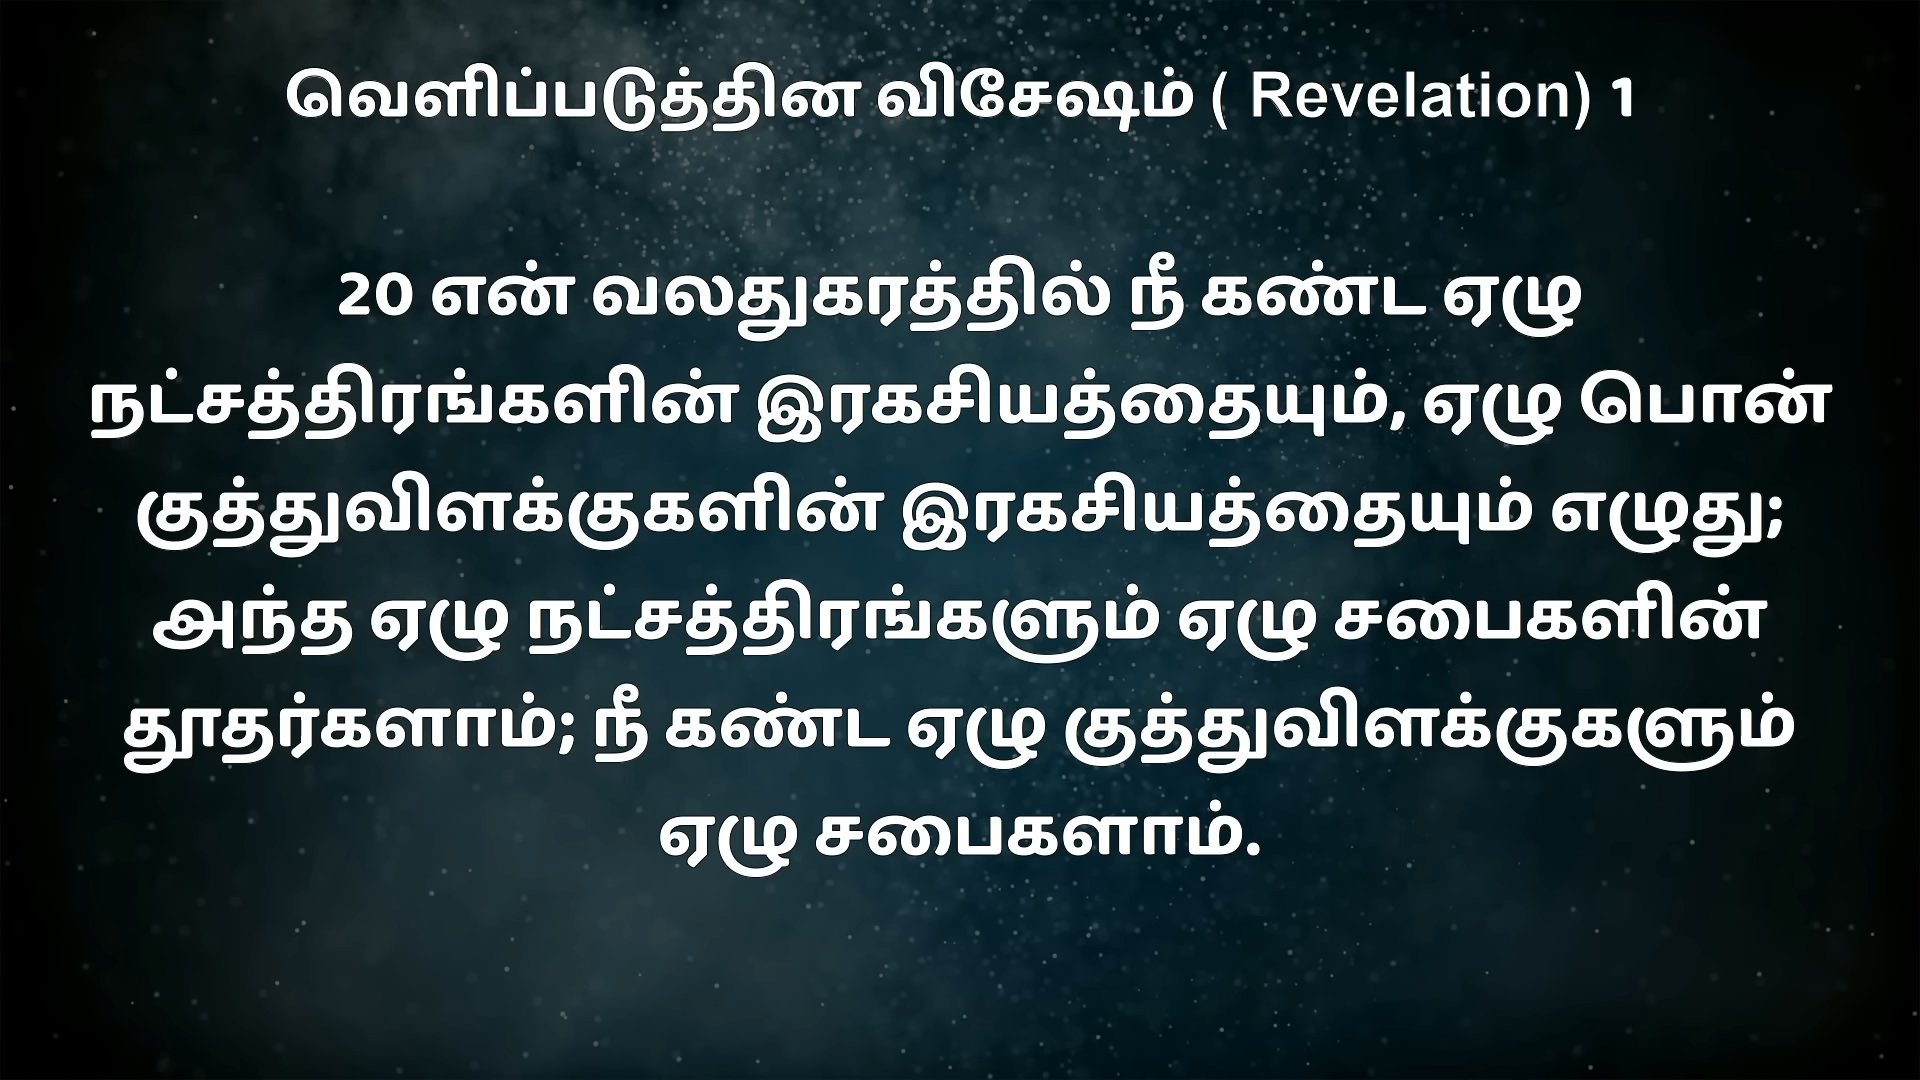 வெளிப்படுத்தின விசேஷம் ( Revelation) 1
20 என் வலதுகரத்தில் நீ கண்ட ஏழு
நட்சத்திரங்களின் இரகசியத்தையும், ஏழு பொன்
குத்துவிளக்குகளின் இரகசியத்தையும் எழுது;
அந்த ஏழு நட்சத்திரங்களும் ஏழு சபைகளின்
தூதர்களாம்; நீ கண்ட ஏழு குத்துவிளக்குகளும்
ஏழு சபைகளாம்.